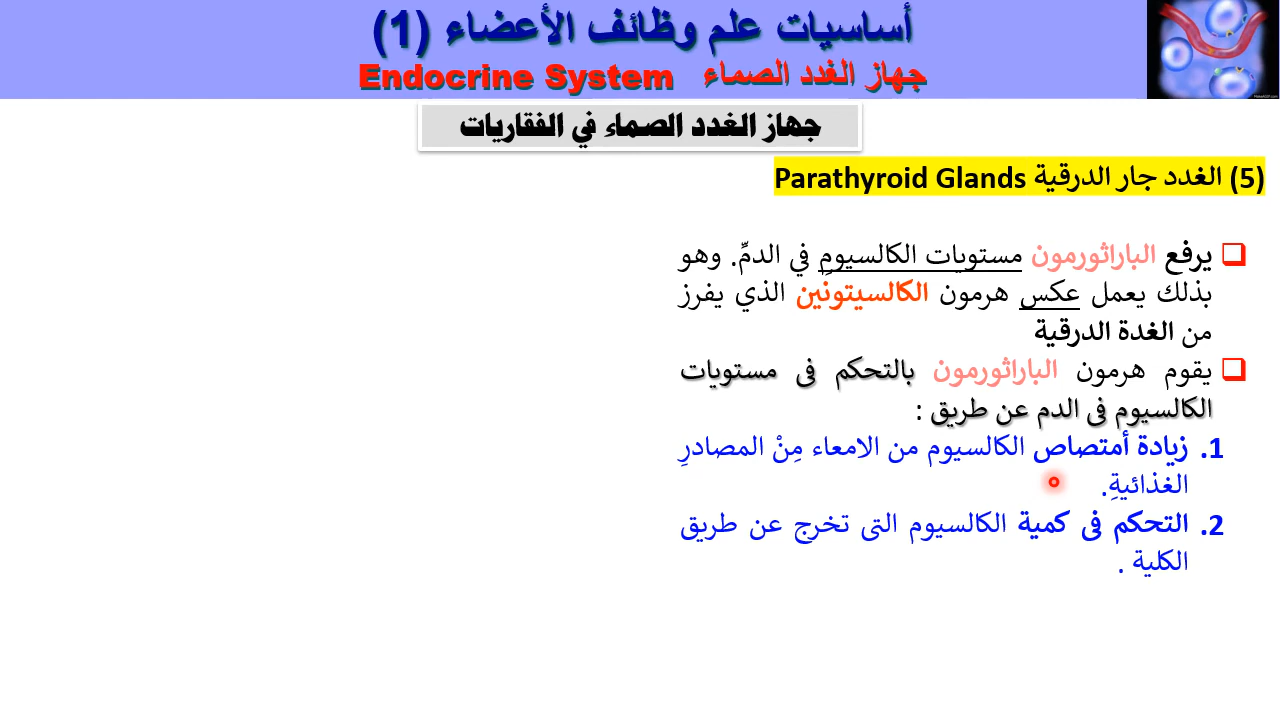 أساسيات علم وظائف الأعضاء (1)
جهاز الغدد الصماء Endocrine System
جهاز الغدد الصماء في الفقاريات
(5) الغدد جار الدرقية Parathyroid Glands
يرفع الباراثورمون مستويات الكالسيومِ في الدمِّ. وهو
بذلك يعمل عكس هرمون الكالسيتونِين الذي يفرز
من الغدة الدرقية
يقوم هرمون الباراثورمون بالتحكم فى مستويات
الكالسيوم فى الدم عن طريق :
1. زيادة أمتصاص الكالسيوم من الامعاء مِنْ المصادرِ
الغذائيةِ.
2. التحكم فى كمية الكالسيوم التى تخرج عن طريق
الكلية .